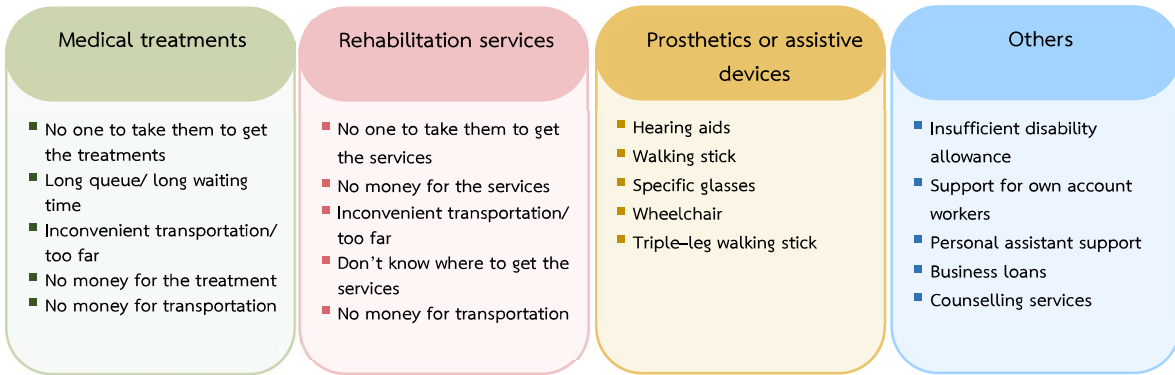 Medical treatments
No one to take them to get
the treatments
Long queue/ long waiting
time
Inconvenient transportation/
too far
No money for the treatment
No money for transportation
Rehabilitation services
No one to take them to get
the services
No money for the services
Inconvenient transportation/
too far
Don't know where to get the
services
No money for transportation
Prosthetics or assistive
devices
Hearing aids
Walking stick
Specific glasses
Wheelchair
Triple–leg walking stick
Others
Insufficient disability
allowance
Support for own account
workers
Personal assistant support
Business loans
Counselling services